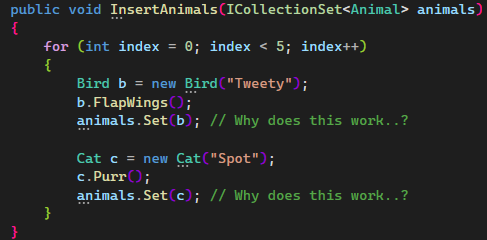 public void InsertAnimals(ICollectionSet<Animal> animals)
{
    for (int index = 0; index < 5; index++)
    {
        Bird b = new Bird("Tweety");
        b.FlapWings();
        animals.Set(b); // Why does this work..?

        Cat c = new Cat("Spot");
        c.Purr();
        animals.Set(c); // Why does this work..?
    }
}